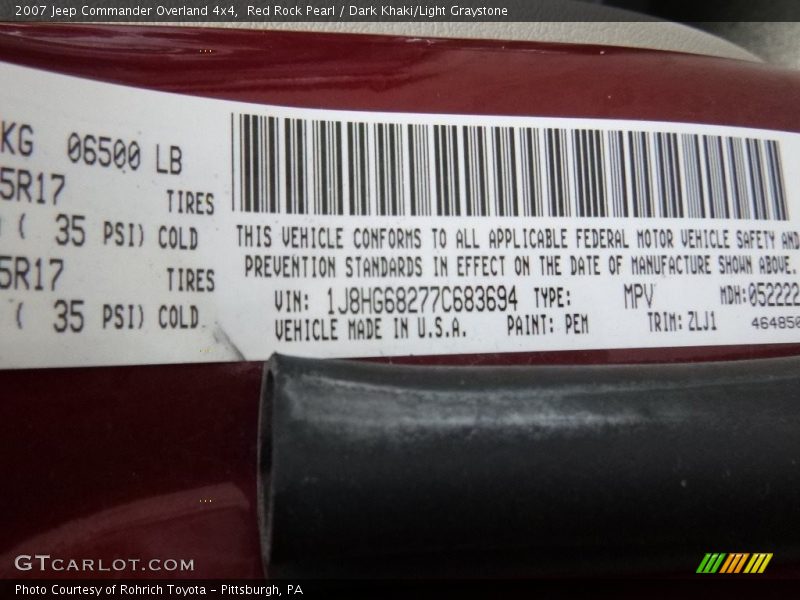 2007 Jeep Commander Overland 4x4, Red Rock Pearl / Dark Khaki/Light Graystone
KG 06500 LB
5R17 TIRES
( 35 PSI) COLD
5R17 TIRES
( 35 PSI) COLD
THIS VEHICLE CONFORMS TO ALL APPLICABLE FEDERAL MOTOR VEHICLE SAFETY AND
PREVENTION STANDARDS IN EFFECT ON THE DATE OF MANUFACTURE SHOWN ABOVE.
VIN: 1J8HG68277C683694 TYPE: MPV MDH: 052222
VEHICLE MADE IN U.S.A. PAINT: PEM TRIM: ZLJ1 464850
GTCARLOT.COM
Photo Courtesy of Rohrich Toyota - Pittsburgh, PA